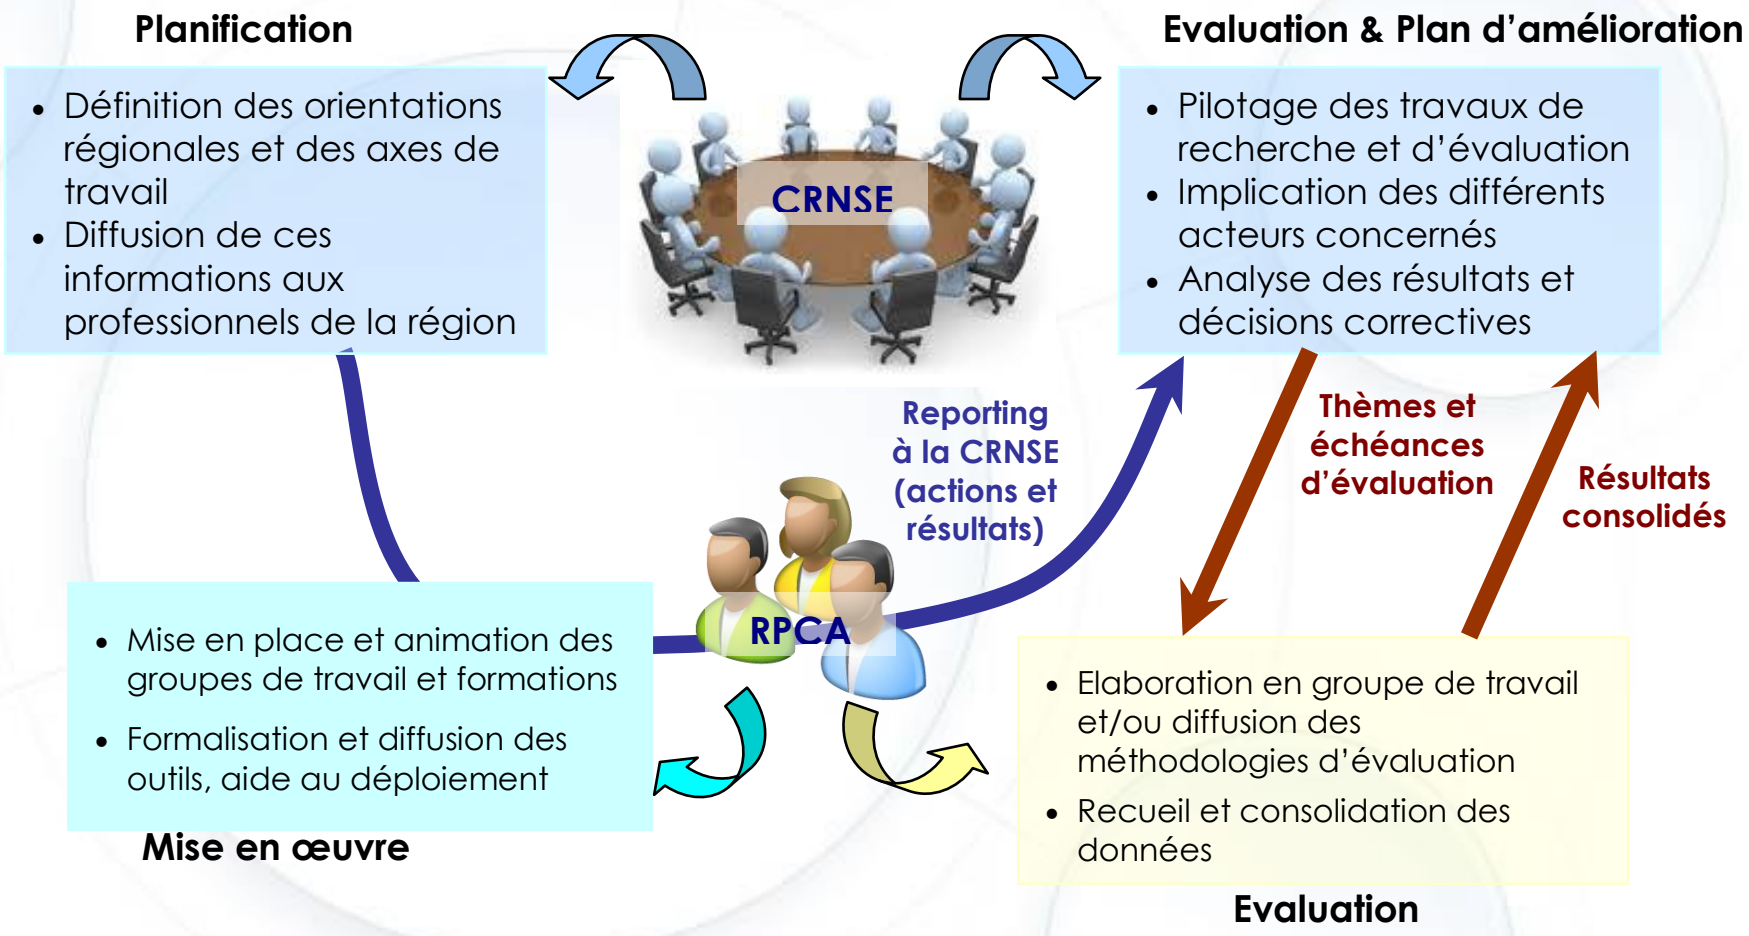 Planification
• Définition des orientations
régionales et des axes de
travail
• Diffusion de ces
informations aux
professionnels de la région
CRNSE
Evaluation & Plan d’amélioration
• Pilotage des travaux de
recherche et d’évaluation
• Implication des différents
acteurs concernés
• Analyse des résultats et
décisions correctives
Reporting
à la CRNSE
(actions et
résultats)
Thèmes et
échéances
d’évaluation
Résultats
consolidés
RPCA
• Mise en place et animation des
groupes de travail et formations
• Formalisation et diffusion des
outils, aide au déploiement
Mise en œuvre
• Elaboration en groupe de travail
et/ou diffusion des
méthodologies d’évaluation
• Recueil et consolidation des
données
Evaluation